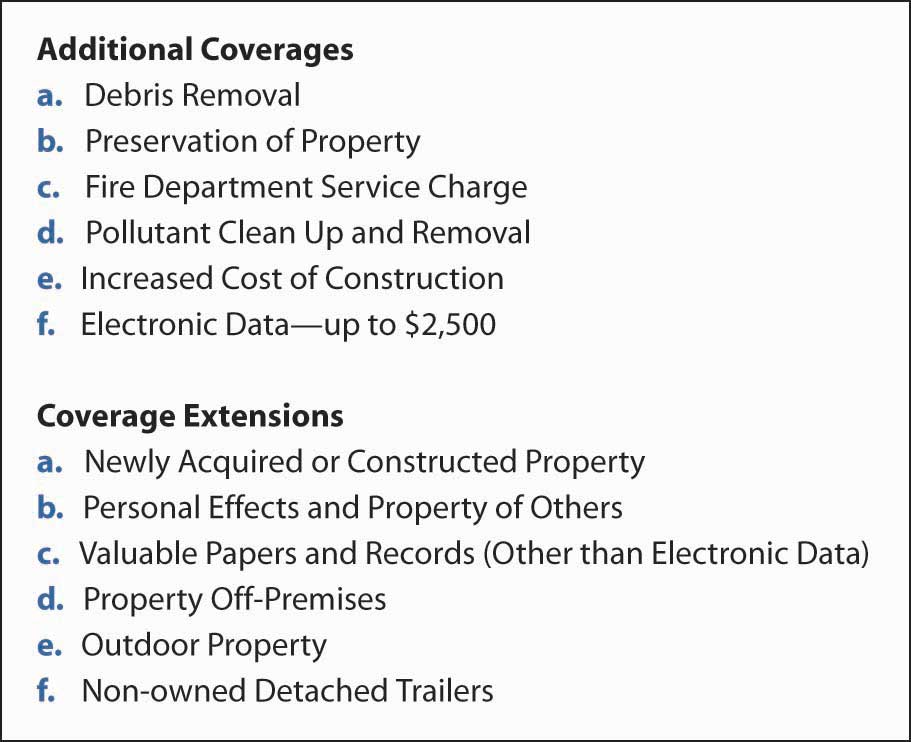 Additional Coverages
a. Debris Removal
b. Preservation of Property
c. Fire Department Service Charge
d. Pollutant Clean Up and Removal
e. Increased Cost of Construction
f. Electronic Data—up to $2,500
Coverage Extensions
a. Newly Acquired or Constructed Property
b. Personal Effects and Property of Others
c. Valuable Papers and Records (Other than Electronic Data)
d. Property Off-Premises
e. Outdoor Property
f. Non-owned Detached Trailers